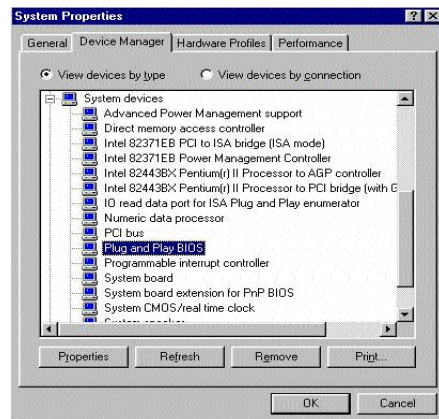 System Properties
General Device Manager Hardware Profiles Performance
View devices by type View devices by connection
System devices
Advanced Power Management support
Direct memory access controller
Intel 82371EB PCI to ISA bridge (ISA mode)
Intel 82371EB Power Management Controller
Intel 82443BX Pentium(r) II Processor to AGP controller
Intel 82443BX Pentium(r) II Processor to PCI bridge (with G
IO read data port for ISA Plug and Play enumerator
Numeric data processor
PCI bus
Plug and Play BIOS
Programmable interrupt controller
System board
System board extension for PnP BIOS
System CMOS/real time clock
System speaker
Properties Refresh Remove Print...
OK Cancel